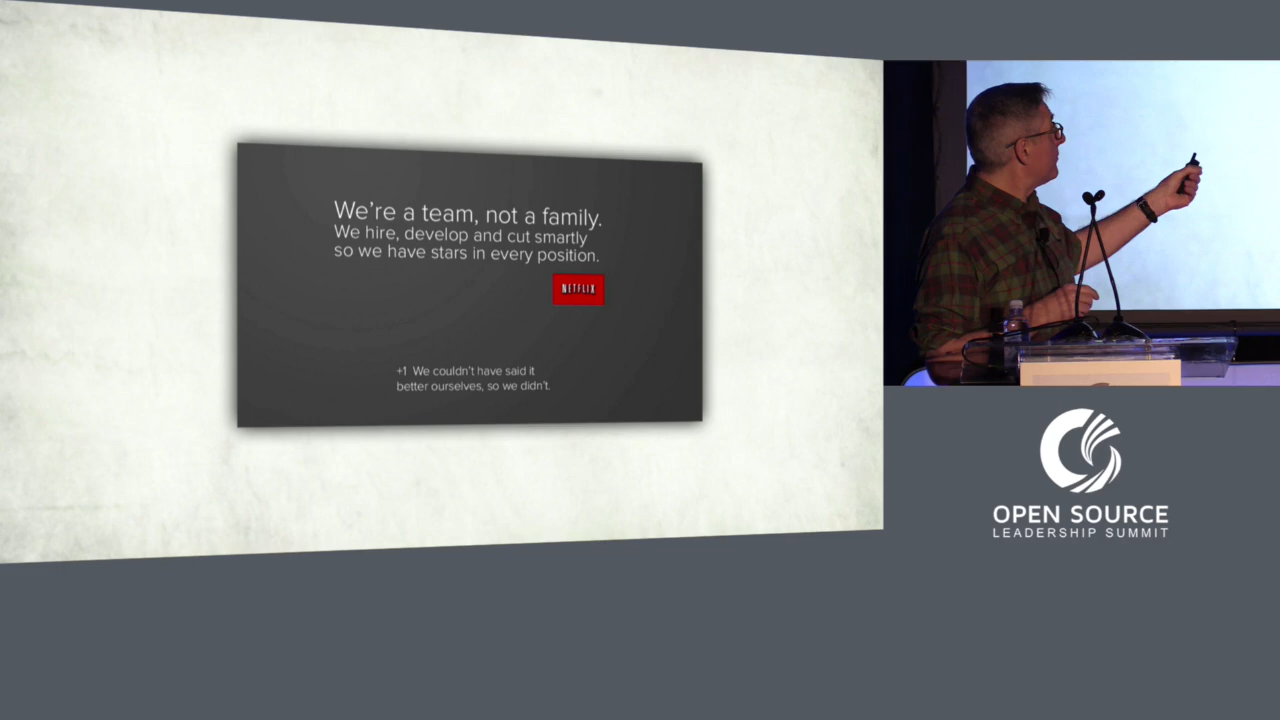 We're a team, not a family.
We hire, develop and cut smartly
so we have stars in every position.
NETFLIX
+1 We couldn't have said it
better ourselves, so we didn't.
OPEN SOURCE
LEADERSHIP SUMMIT